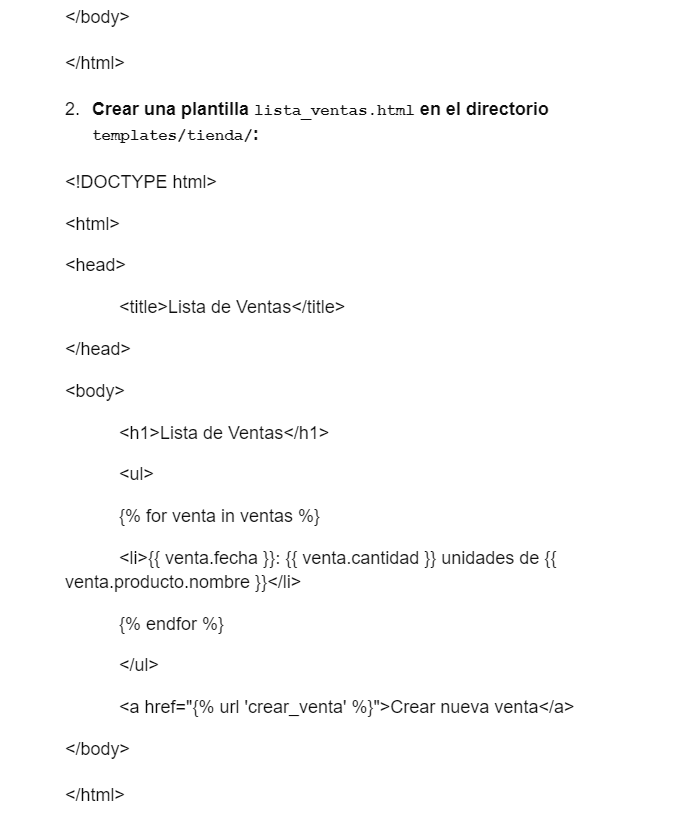 </body>
</html>
2. Crear una plantilla lista_ventas.html en el directorio
templates/tienda/:
<!DOCTYPE html>
<html>
<head>
<title>Lista de Ventas</title>
</head>
<body>
<h1>Lista de Ventas</h1>
<ul>
{% for venta in ventas %}
<li>{{ venta.fecha }}: {{ venta.cantidad }} unidades de {{
venta.producto.nombre }}</li>
{% endfor %}
</ul>
<a href="{% url 'crear_venta' %}">Crear nueva venta</a>
</body>
</html>